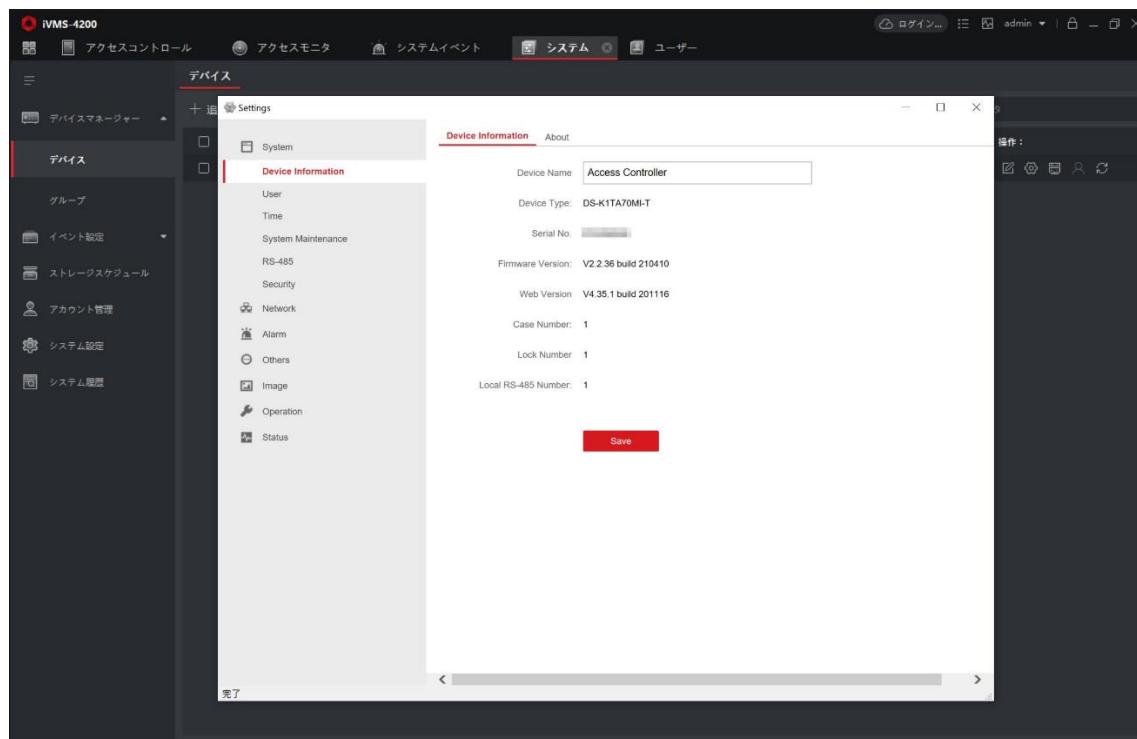 iVMS-4200
ログイン...
admin
アクセスコントロール
アクセスモニタ
システムイベント
システム
ユーザー
デバイス
デバイスマネージャー
デバイス
グループ
イベント設定
ストレージスケジュール
アカウント管理
システム設定
システム履歴
+ 追
操作：
Settings
System
Device Information
User
Time
System Maintenance
RS-485
Security
Network
Alarm
Others
Image
Operation
Status
Device Information
About
Device Name Access Controller
Device Type: DS-K1TA70MI-T
Serial No.
Firmware Version: V2.2.36 build 210410
Web Version V4.35.1 build 201116
Case Number: 1
Lock Number 1
Local RS-485 Number: 1
Save
完了